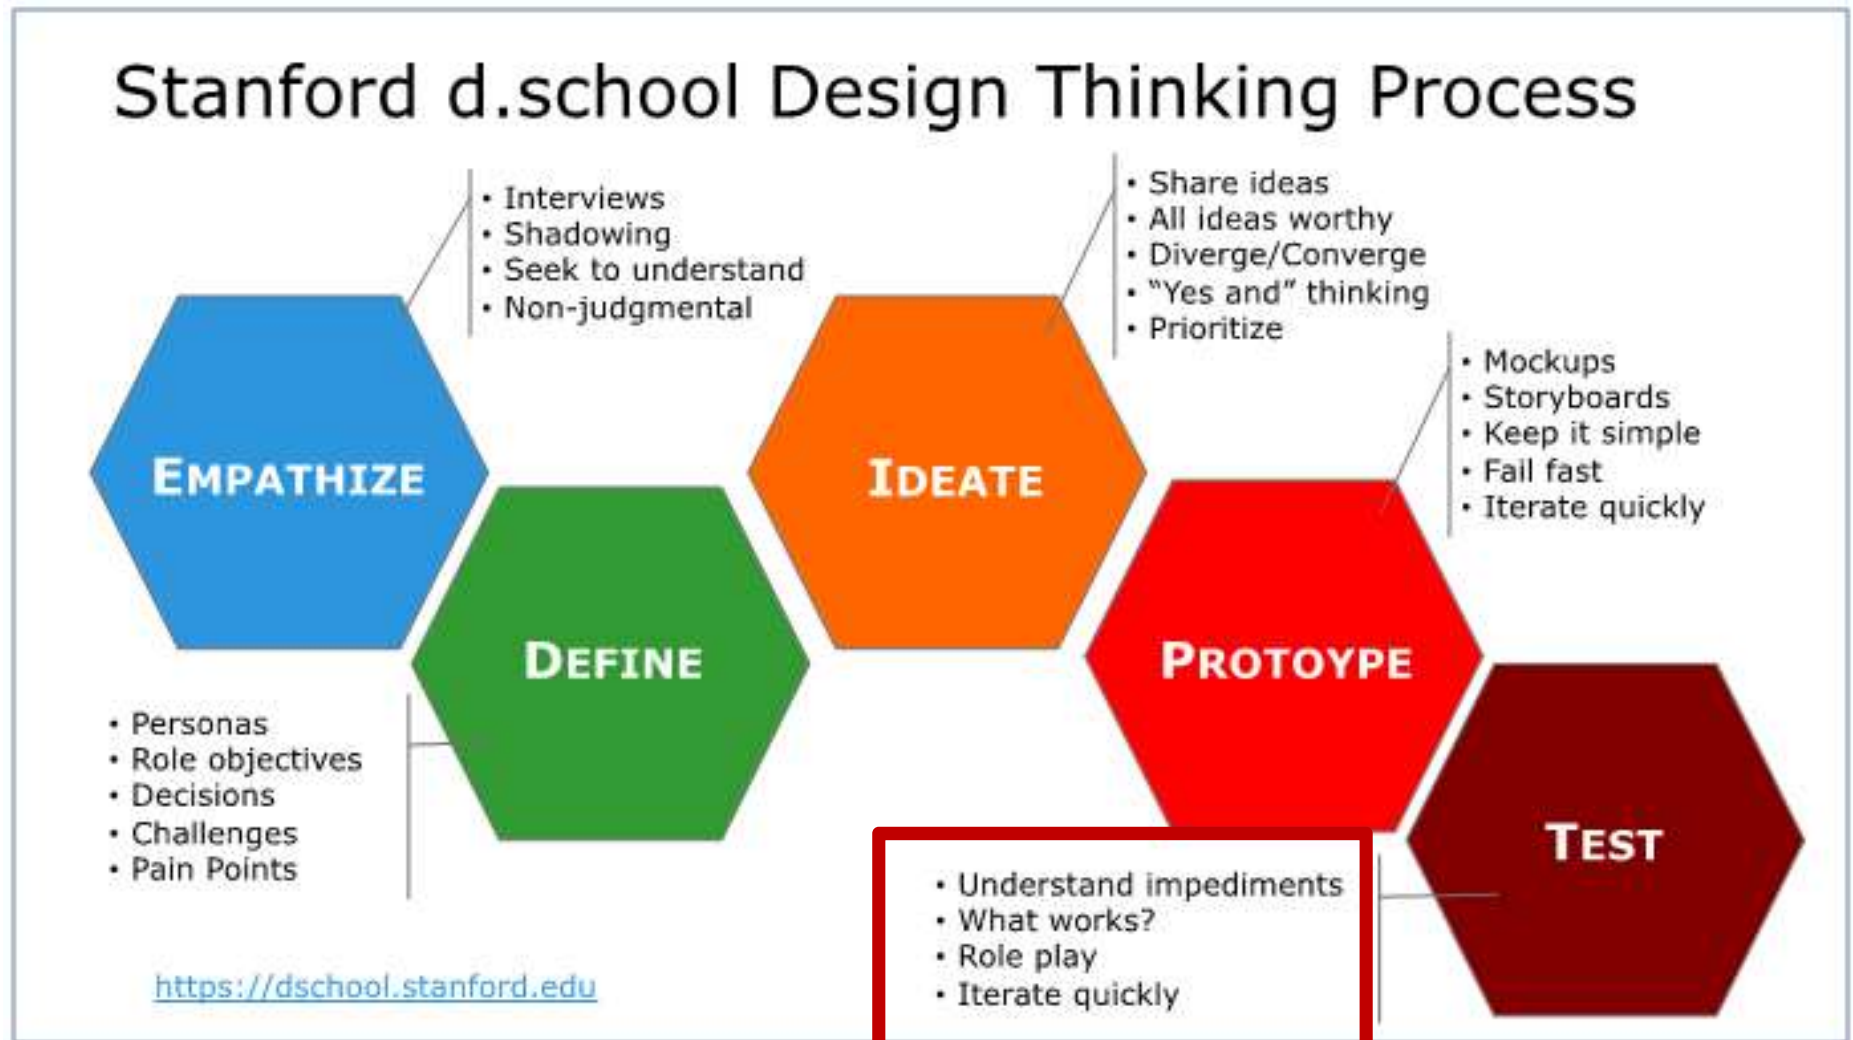 Stanford d.school Design Thinking Process
• Interviews
• Shadowing
• Seek to understand
• Non-judgmental
• Share ideas
• All ideas worthy
• Diverge/Converge
• “Yes and” thinking
• Prioritize
• Mockups
• Storyboards
• Keep it simple
• Fail fast
• Iterate quickly
EMPATHIZE
IDEATE
DEFINE
PROTOYPE
TEST
• Personas
• Role objectives
• Decisions
• Challenges
• Pain Points
• Understand impediments
• What works?
• Role play
• Iterate quickly
https://dschool.stanford.edu